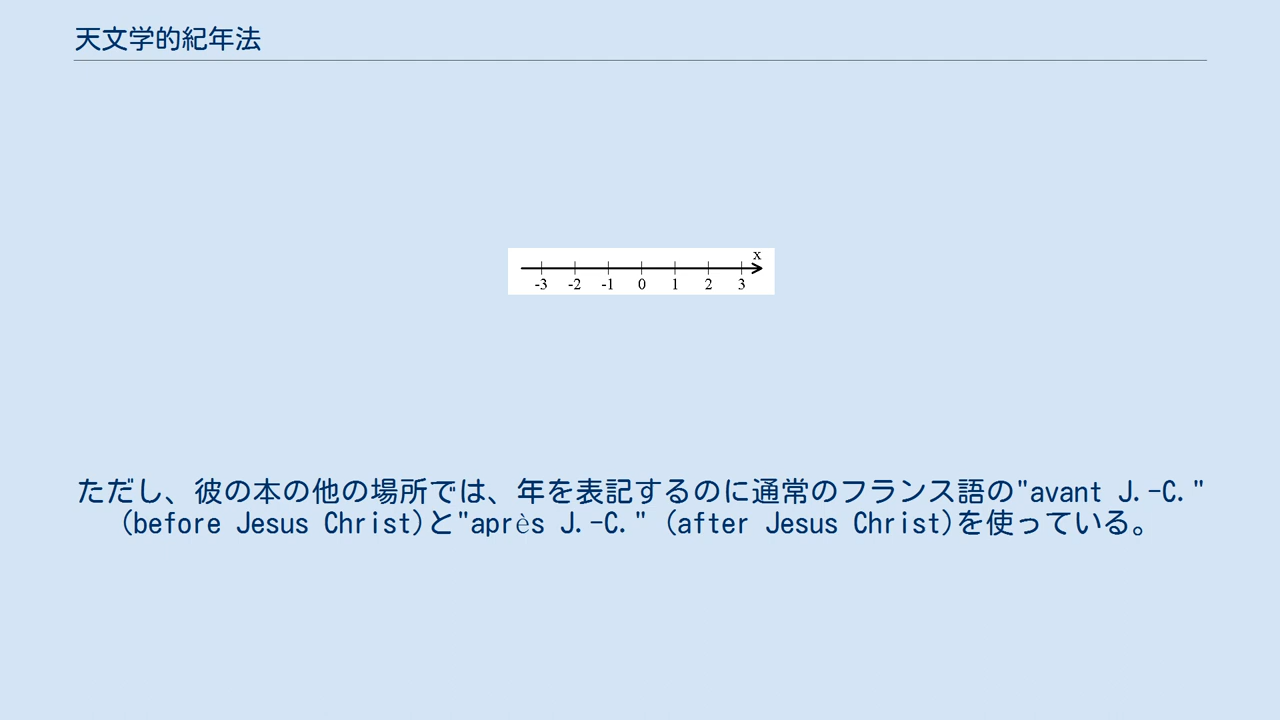 天文学的紀年法
x
-3 -2 -1 0 1 2 3
ただし、彼の本の他の場所では、年を表記するのに通常のフランス語の"avant J.-C."
(before Jesus Christ)と"après J.-C." (after Jesus Christ)を使っている。